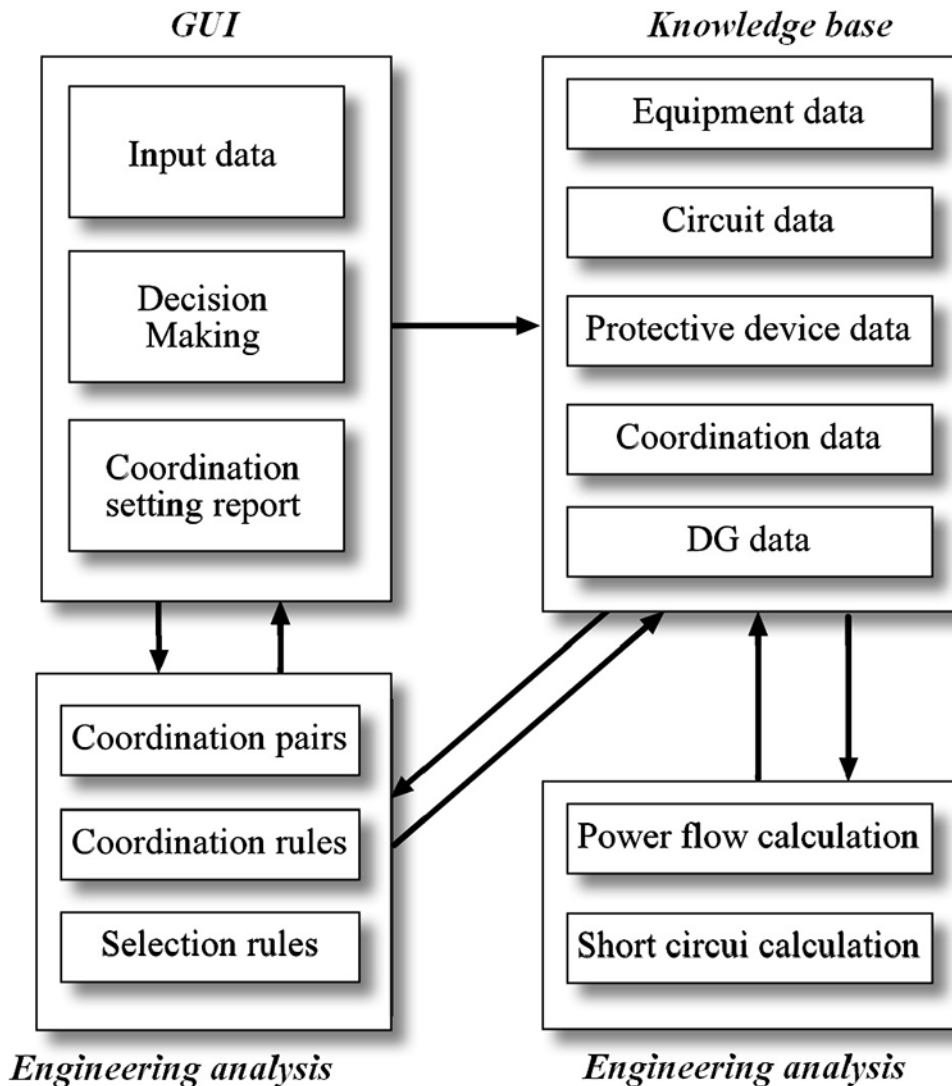 GUI
Input data
Decision
Making
Coordination
setting report
Knowledge base
Equipment data
Circuit data
Protective device data
Coordination data
DG data
Coordination pairs
Coordination rules
Selection rules
Engineering analysis
Power flow calculation
Short circui calculation
Engineering analysis